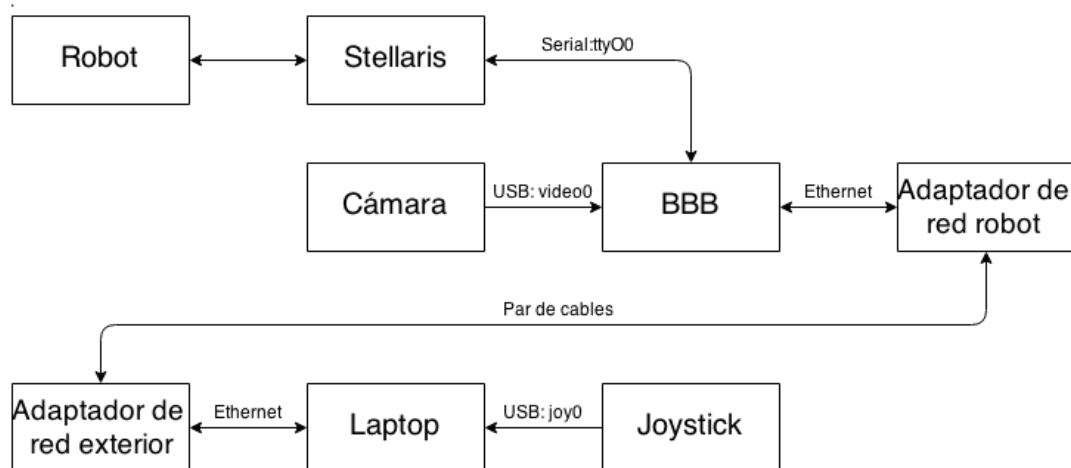 Robot
Stellaris
Serial:ttyO0
Cámara
USB: video0
BBB
Ethernet
Adaptador de
red robot
Par de cables
Adaptador de
red exterior
Ethernet
Laptop
USB: joy0
Joystick